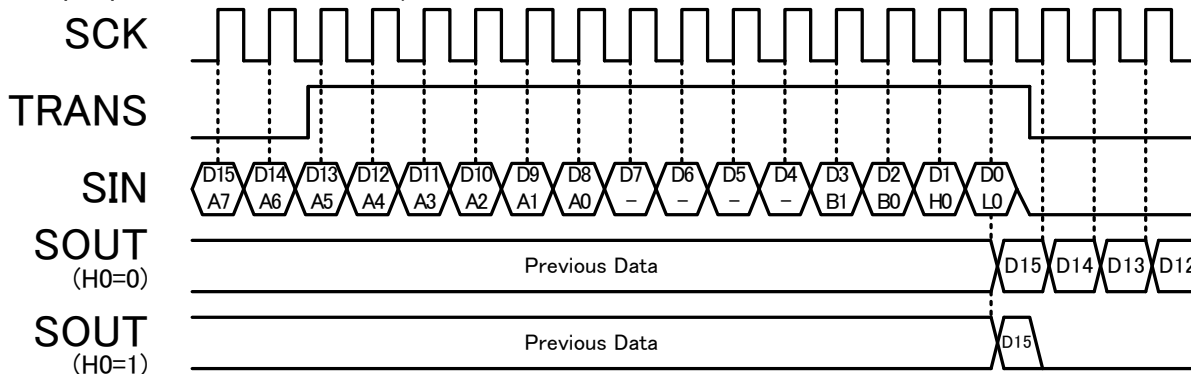 SCK
TRANS
SIN
D15 D14 D13 D12 D11 D10 D9 D8 D7 D6 D5 D4 D3 D2 D1 D0
A7 A6 A5 A4 A3 A2 A1 A0 - - - - B1 B0 H0 L0
SOUT
(H0=0)
Previous Data D15 D14 D13 D12
SOUT
(H0=1)
Previous Data D15